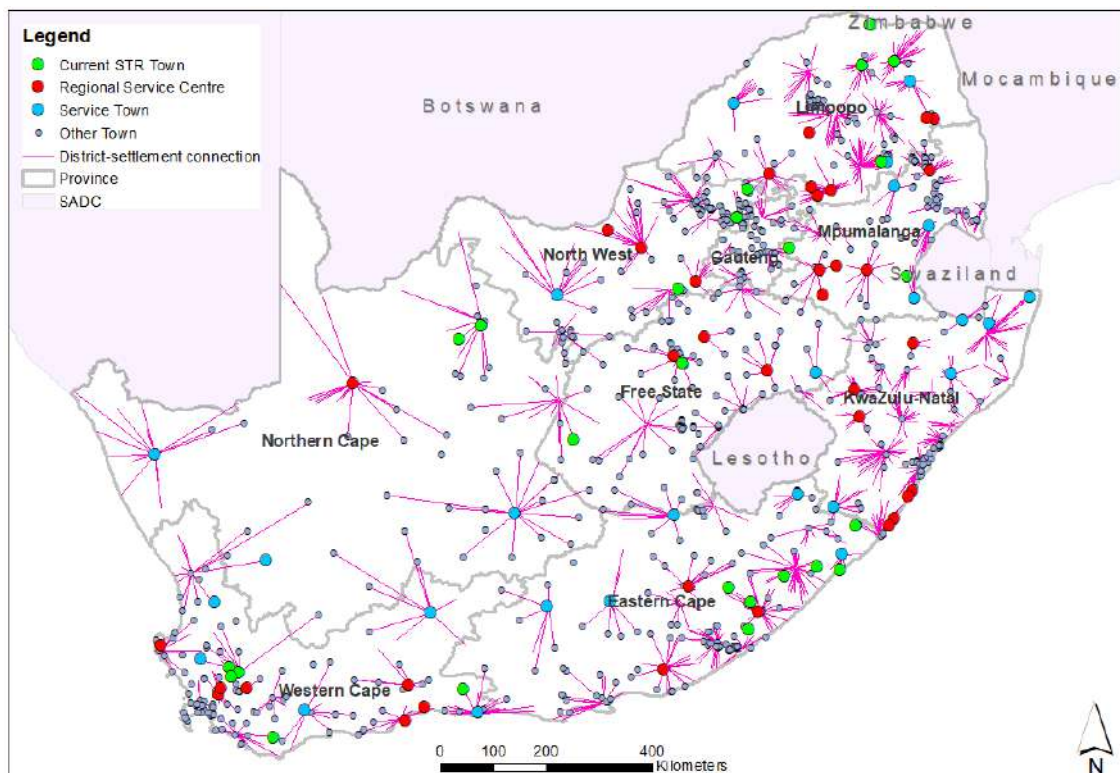 Legend
Current STR Town
Regional Service Centre
Service Town
Other Town
District-settlement connection
Province
SADC
Zimbabwe
Mocambique
Botswana
Limpopo
Mpumalanga
North West
Gauteng
Swaziland
Free State
KwaZulu-Natal
Northern Cape
Lesotho
Eastern Cape
Western Cape
0 100 200 400
Kilometers
N